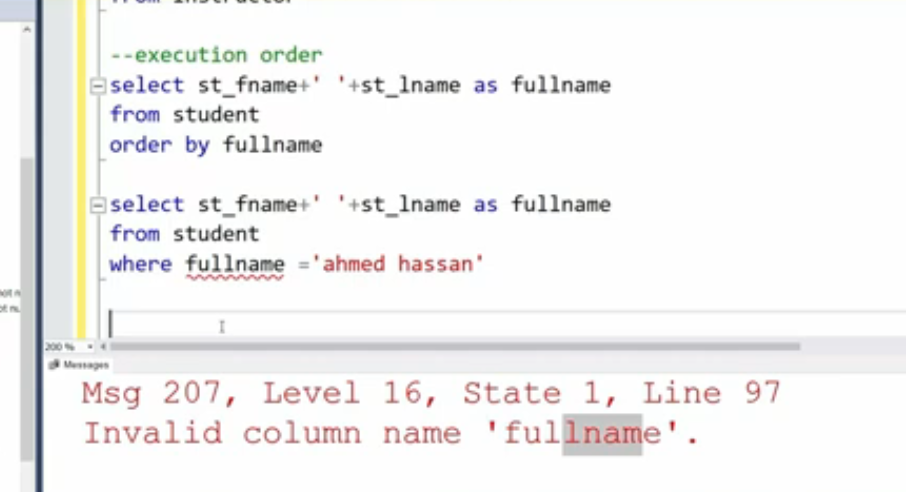 from instructor
--execution order
select st_fname+' '+st_lname as fullname
from student
order by fullname
select st_fname+' '+st_lname as fullname
from student
where fullname ='ahmed hassan'
200 %
Messages
Msg 207, Level 16, State 1, Line 97
Invalid column name 'fullname'.